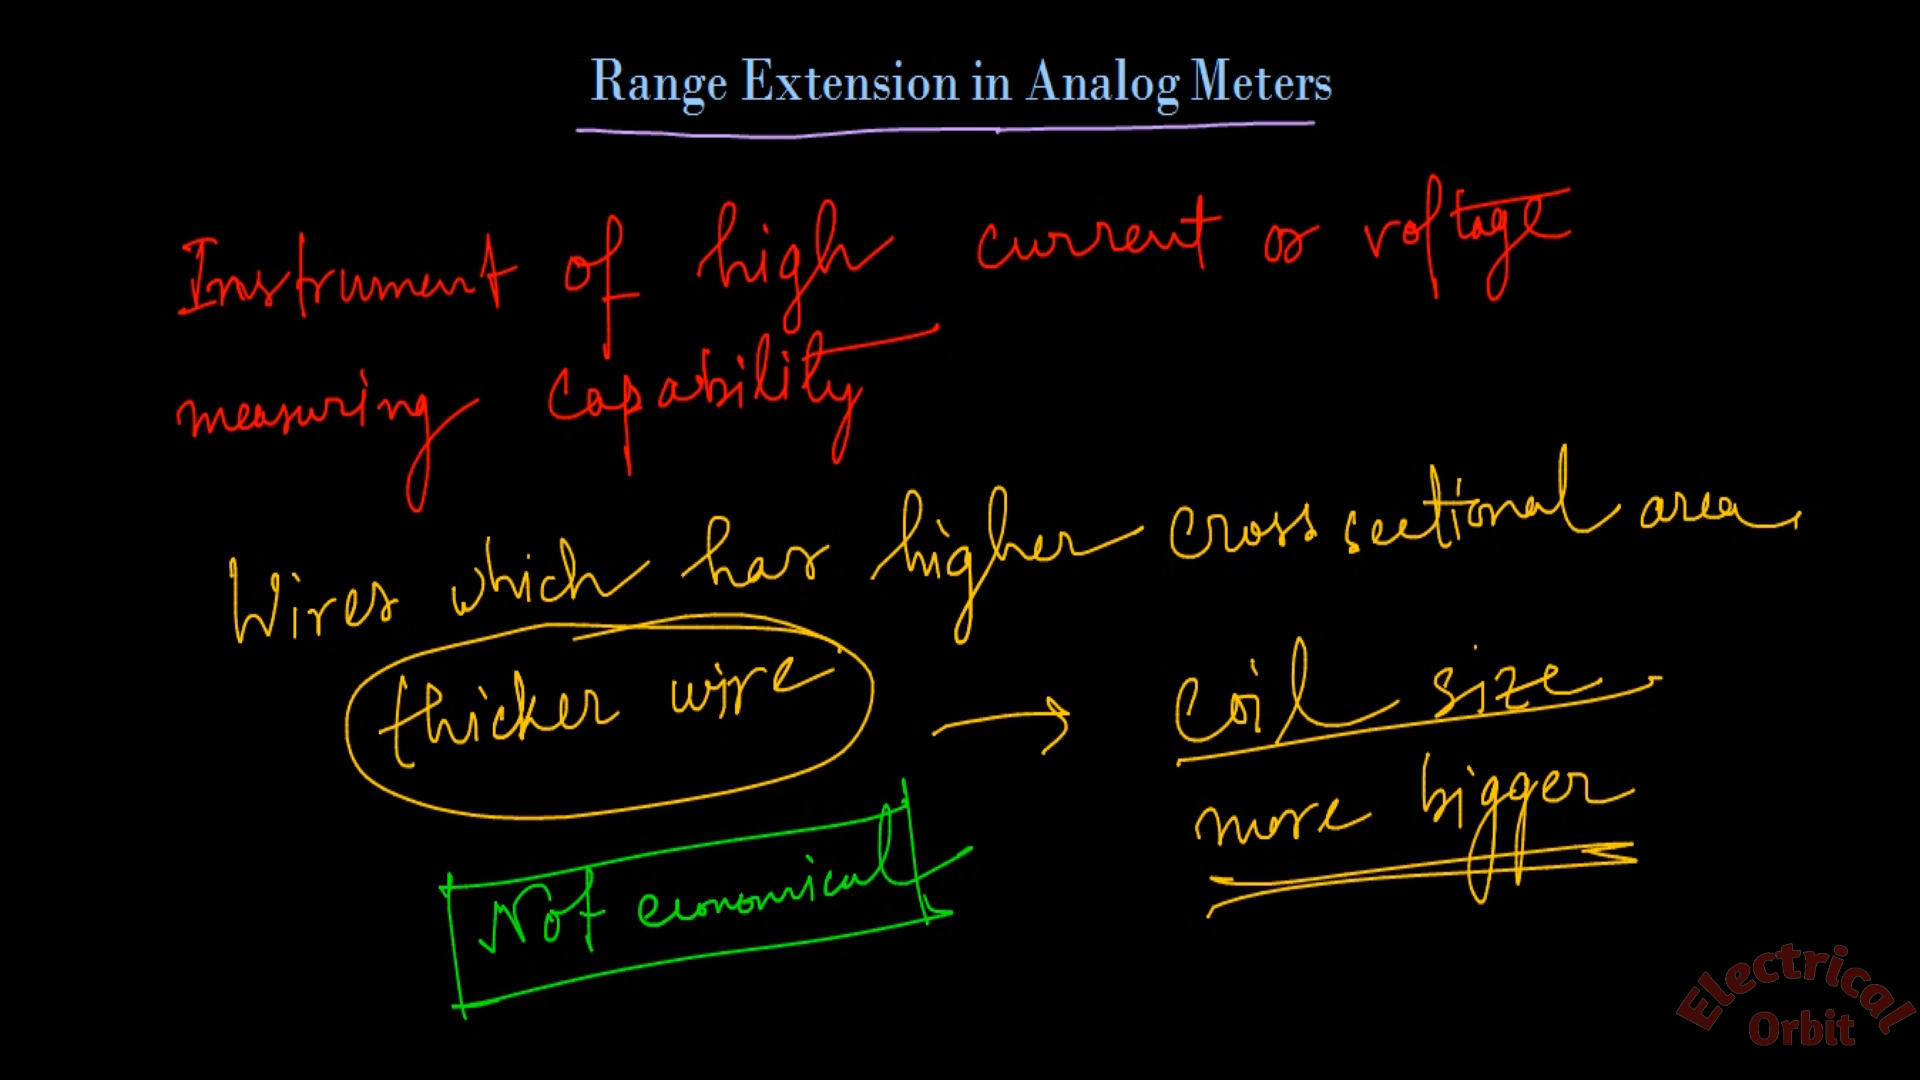 Range Extension in Analog Meters
Instrument of high current or voltage
measuring capability
Wires which has higher cross sectional area
thicker wire → coil size
more bigger
Not economical
Electrical
Orbit